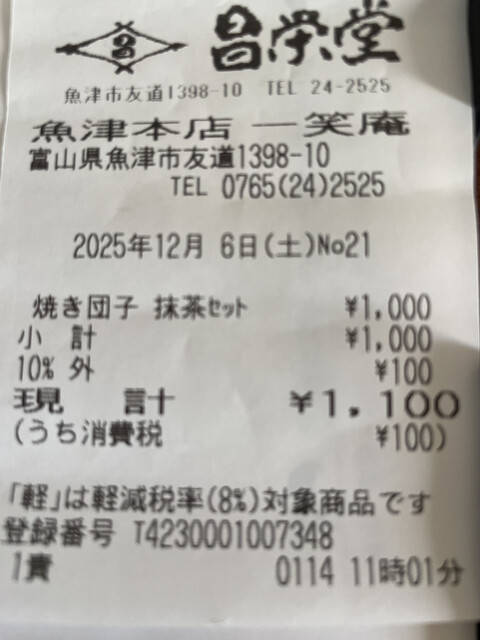 昌栄堂
魚津市友道1398-10 TEL 24-2525
魚津本店 一笑庵
富山県魚津市友道1398-10
TEL 0765(24)2525
2025年12月 6日(土)No21
焼き団子 抹茶セット ¥1,000
小 計 ¥1,000
10% 外 ¥100
現 計 ¥1,100
(うち消費税 ¥100)
「軽」は軽減税率(8%)対象商品です
登録番号 T4230001007348
1責 0114 11時01分